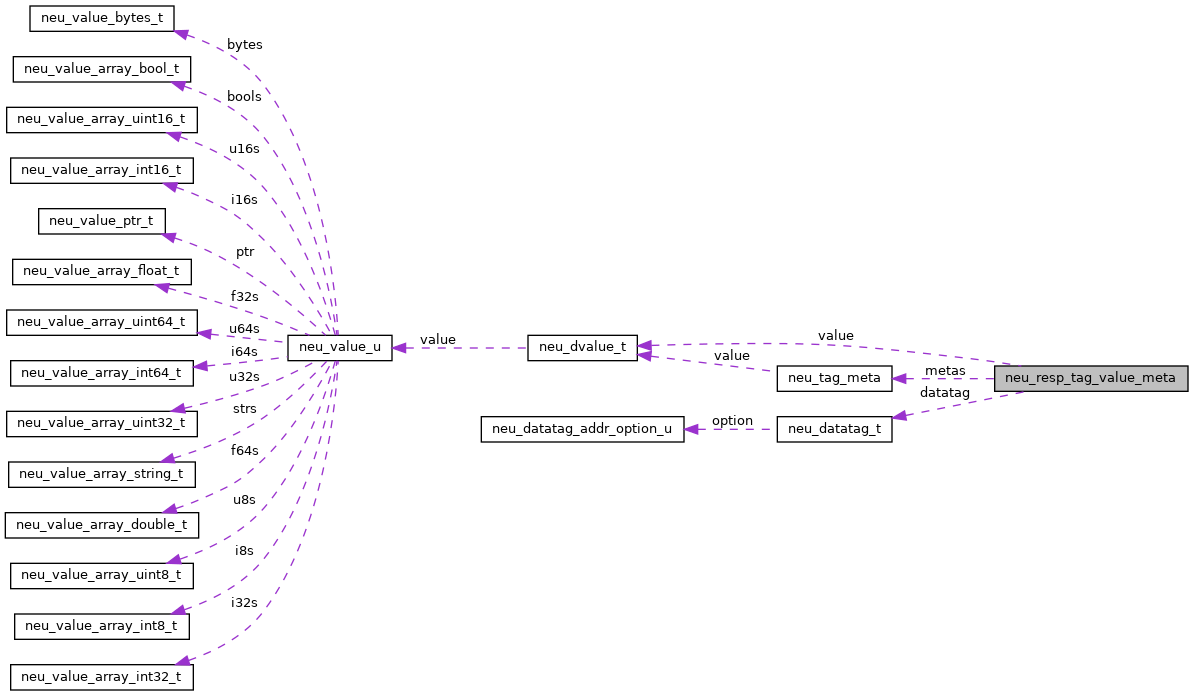 neu_value_bytes_t
bytes
neu_value_array_bool_t
bools
neu_value_array_uint16_t
u16s
neu_value_array_int16_t
i16s
neu_value_ptr_t
ptr
neu_value_array_float_t
f32s
neu_value_array_uint64_t
u64s
neu_value_u
value
neu_dvalue_t
value
value
i64s
neu_value_array_int64_t
u32s
neu_tag_meta
metas
neu_resp_tag_value_meta
datatag
strs
neu_value_array_uint32_t
neu_datatag_addr_option_u
option
neu_datatag_t
f64s
neu_value_array_string_t
u8s
neu_value_array_double_t
i8s
neu_value_array_uint8_t
i32s
neu_value_array_int8_t
neu_value_array_int32_t